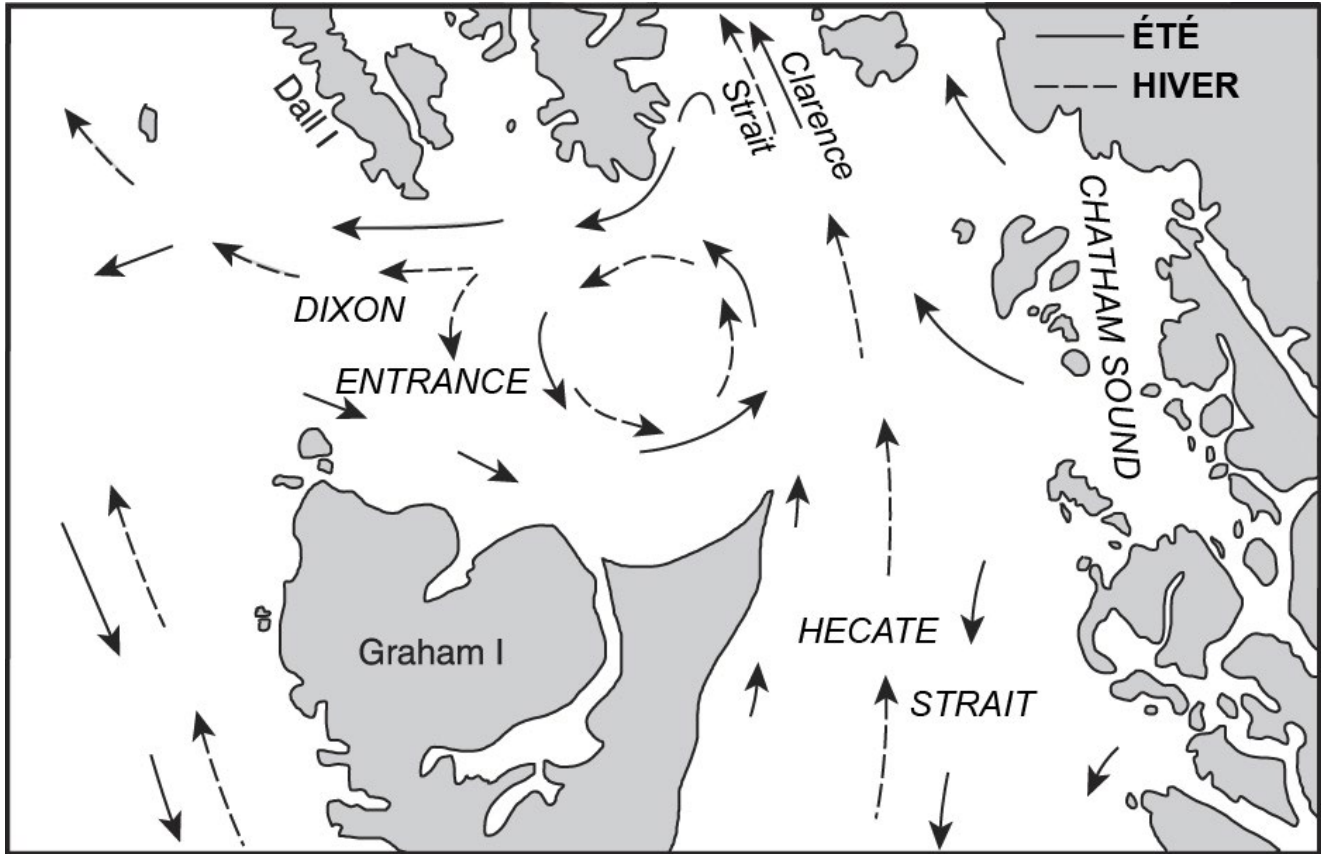 ÉTÉ
HIVER
Dall I
Clarence
Strait
CHATHAM SOUND
DIXON
ENTRANCE
Graham I
HECATE
STRAIT